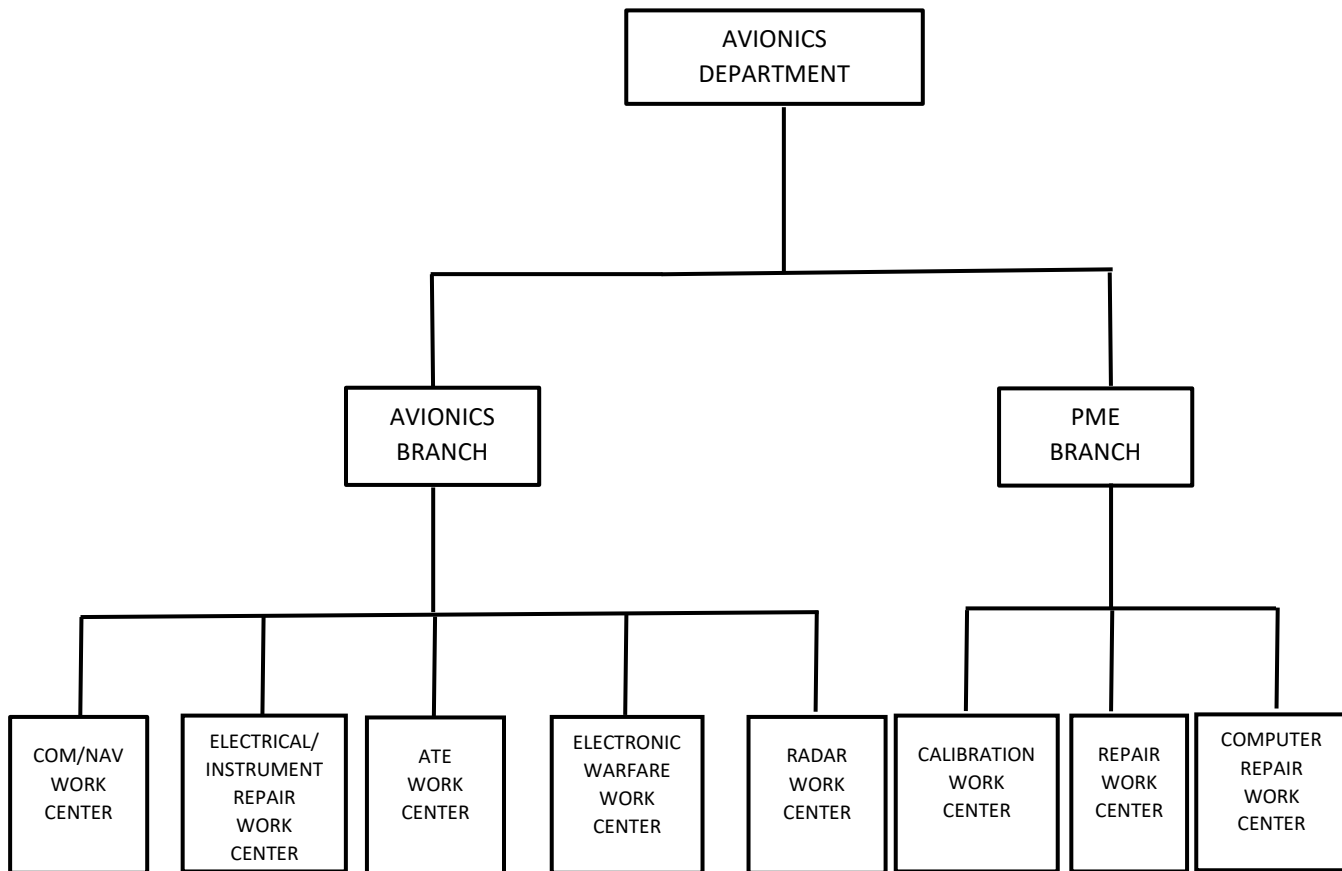 AVIONICS
DEPARTMENT
AVIONICS
BRANCH
PME
BRANCH
COM/NAV
WORK
CENTER
ELECTRICAL/
INSTRUMENT
REPAIR
WORK
CENTER
ATE
WORK
CENTER
ELECTRONIC
WARFARE
WORK
CENTER
RADAR
WORK
CENTER
CALIBRATION
WORK
CENTER
REPAIR
WORK
CENTER
COMPUTER
REPAIR
WORK
CENTER